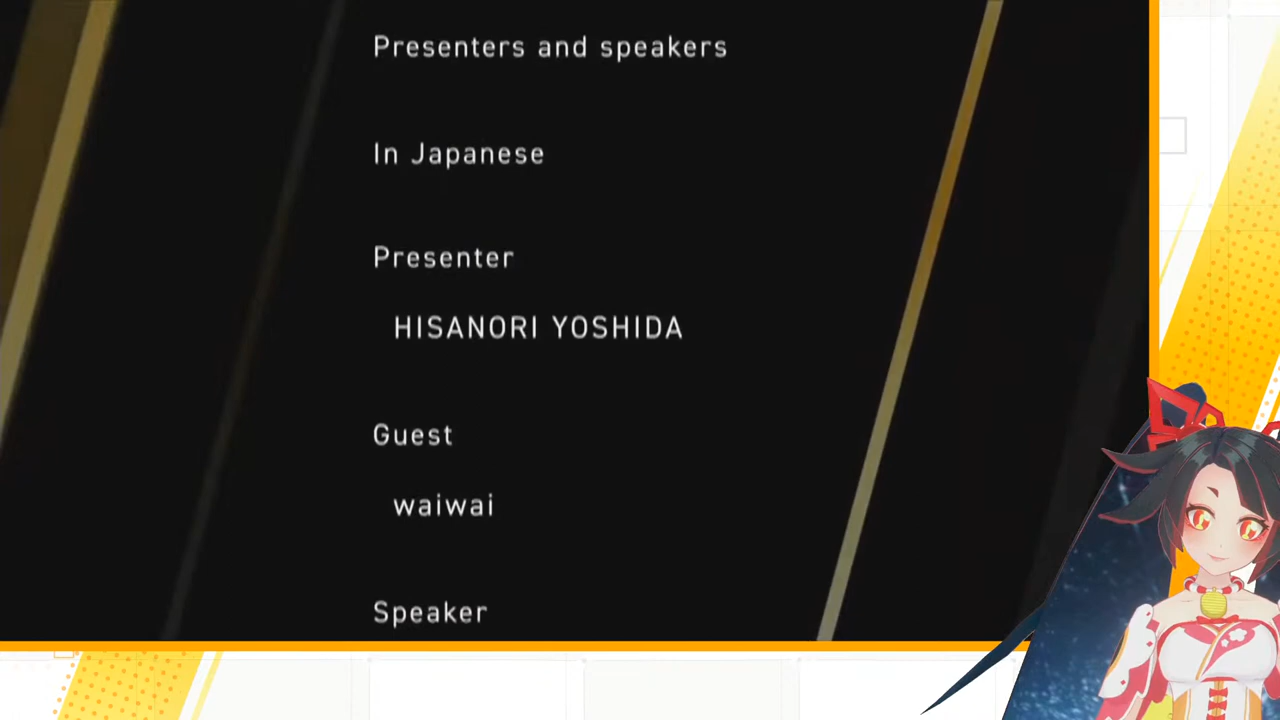 Presenters and speakers
In Japanese
Presenter
HISANORI YOSHIDA
Guest
waiwai
Speaker